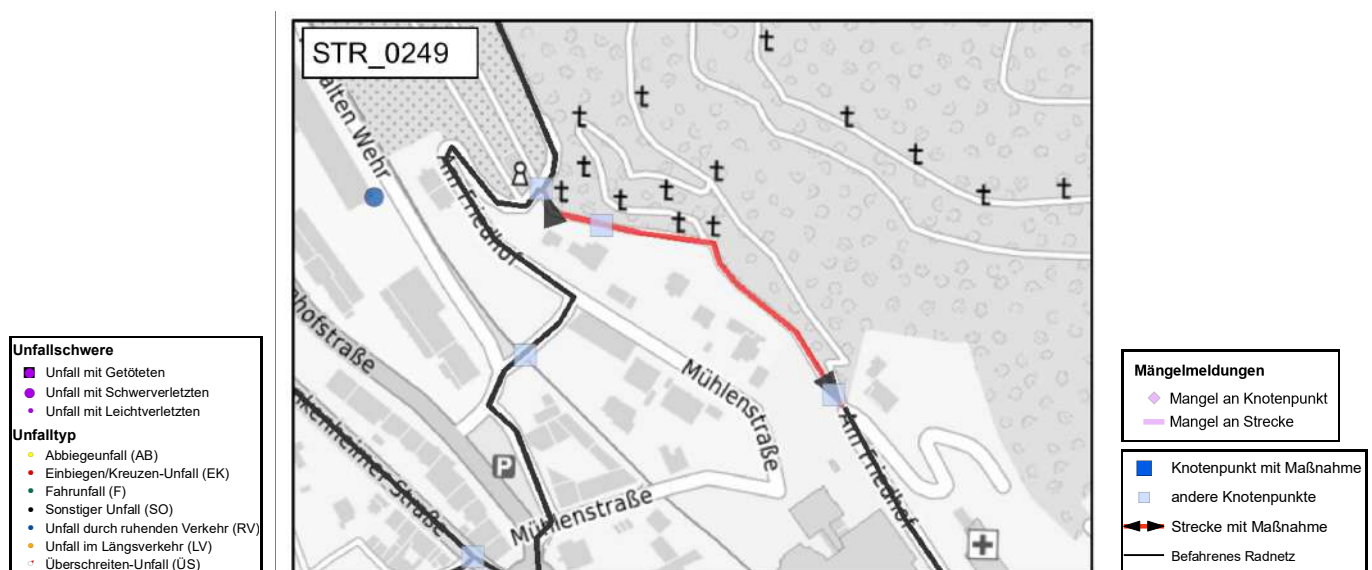 STR_0249
alten Wehr
Am Friedhof
hofstraße
Mühlenstraße
kenheimer Straße
P
Mühlenstraße
Am Friedhof
Unfallschwere
Unfall mit Getöteten
Unfall mit Schwerverletzten
Unfall mit Leichtverletzten
Unfalltyp
Abbiegeunfall (AB)
Einbiegen/Kreuzen-Unfall (EK)
Fahrunfall (F)
Sonstiger Unfall (SO)
Unfall durch ruhenden Verkehr (RV)
Unfall im Längsverkehr (LV)
Überschreiten-Unfall (ÜS)
Mängelmeldungen
Mangel an Knotenpunkt
Mangel an Strecke
Knotenpunkt mit Maßnahme
andere Knotenpunkte
Strecke mit Maßnahme
Befahrenes Radnetz